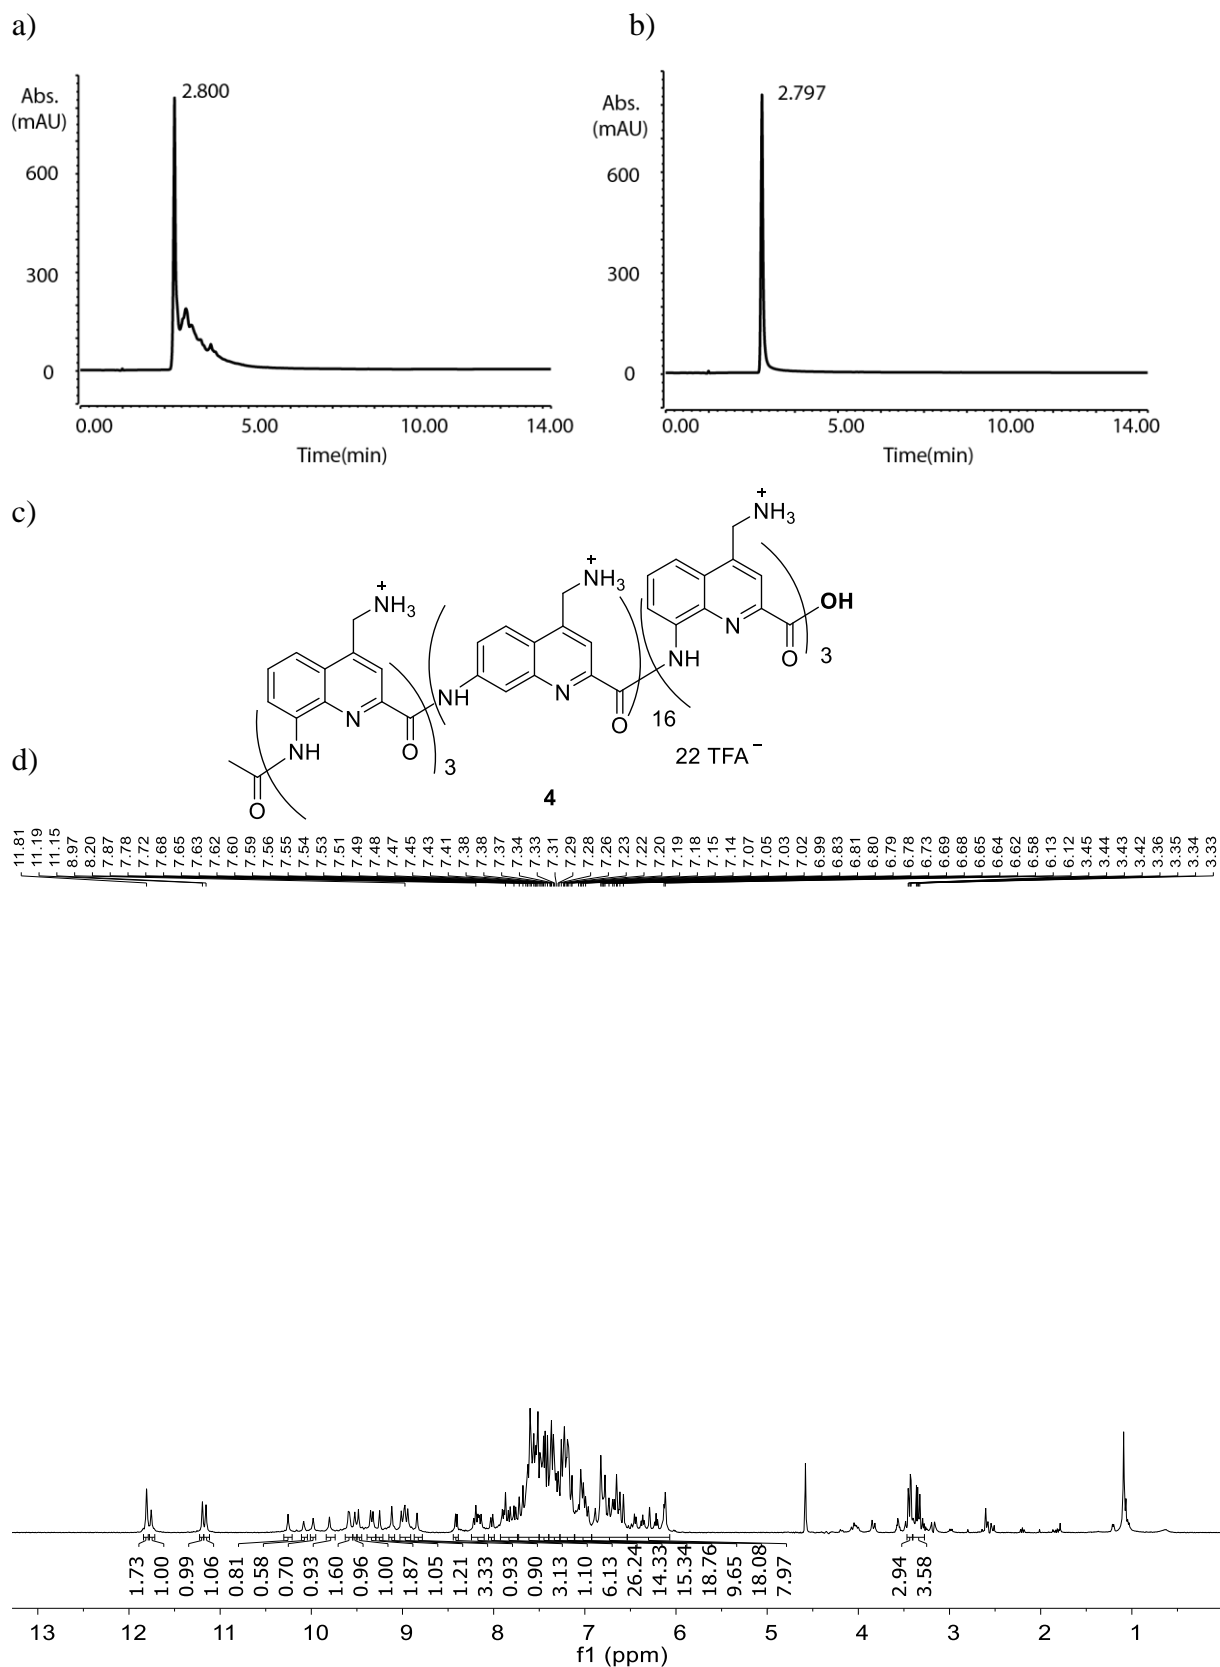 a)
b)
Abs.
(mAU)
600
300
0
2.800
0.00 5.00 10.00 14.00
Time(min)
Abs.
(mAU)
600
300
0
2.797
0.00 5.00 10.00 14.00
Time(min)
c)
+
NH3
+
NH3
+
NH3
N
N
N
OH
O
3
NH
O
16
NH
O
3
NH
O
22 TFA−
4
d)
11.81 11.19 11.15 8.97 8.20 7.87 7.78 7.72 7.68 7.65 7.63 7.62 7.60 7.59 7.56 7.55 7.54 7.53 7.51 7.49 7.48 7.47 7.45 7.43 7.41 7.38 7.38 7.37 7.34 7.33 7.31 7.29 7.28 7.26 7.23 7.22 7.20 7.19 7.18 7.15 7.14 7.07 7.05 7.03 7.02 6.99 6.83 6.81 6.80 6.79 6.78 6.73 6.69 6.68 6.65 6.64 6.62 6.58 6.13 6.12 3.45 3.44 3.43 3.42 3.36 3.35 3.34 3.33
1.73 1.00 0.99 1.06 0.81 0.58 0.70 0.93 1.60 0.96 1.00 1.87 1.05 1.21 3.33 0.93 0.90 3.13 1.10 6.13 26.24 14.33 15.34 18.76 9.65 18.08 7.97 2.94 3.58
13 12 11 10 9 8 7 6 5 4 3 2 1
f1 (ppm)